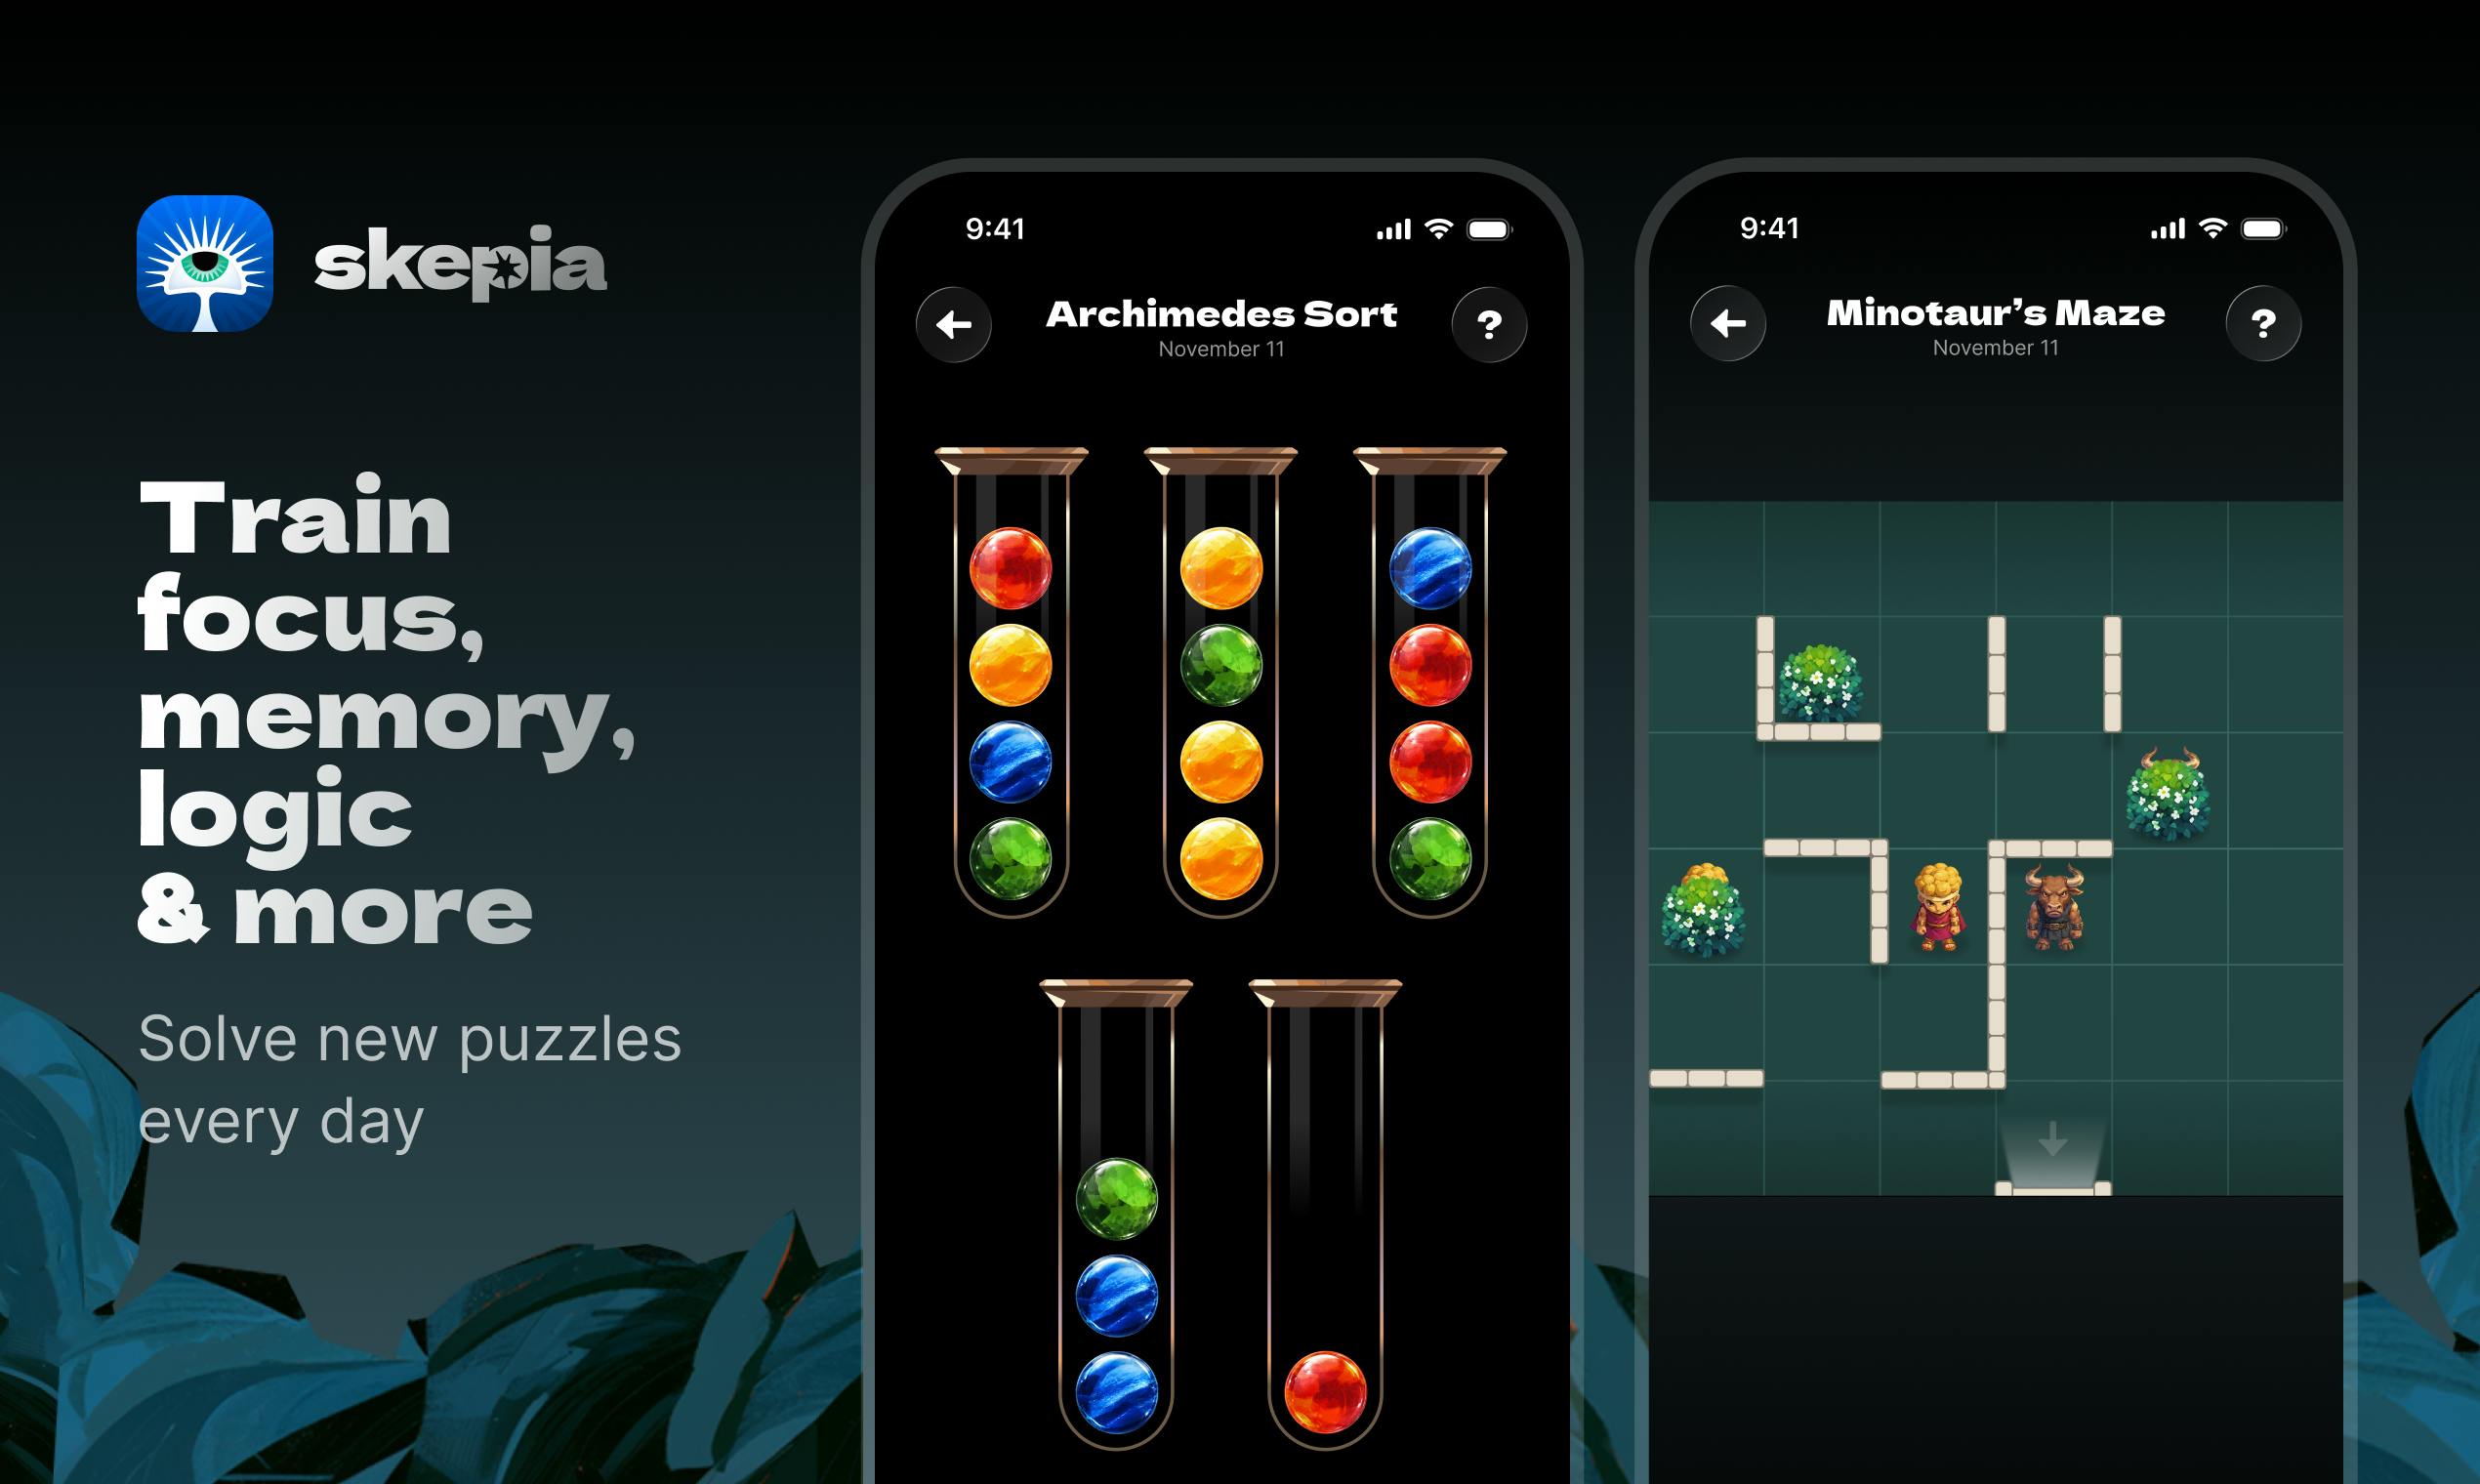 skepia
Train
focus,
memory,
logic
& more
Solve new puzzles
every day
9:41
Archimedes Sort
?
November 11
9:41
Minotaur’s Maze
?
November 11